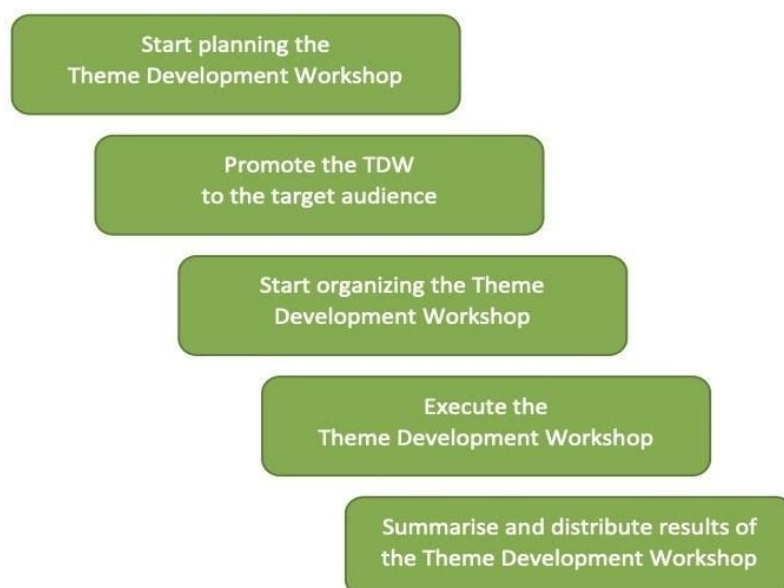 Start planning the
Theme Development Workshop
Promote the TDW
to the target audience
Start organizing the Theme
Development Workshop
Execute the
Theme Development Workshop
Summarise and distribute results of
the Theme Development Workshop